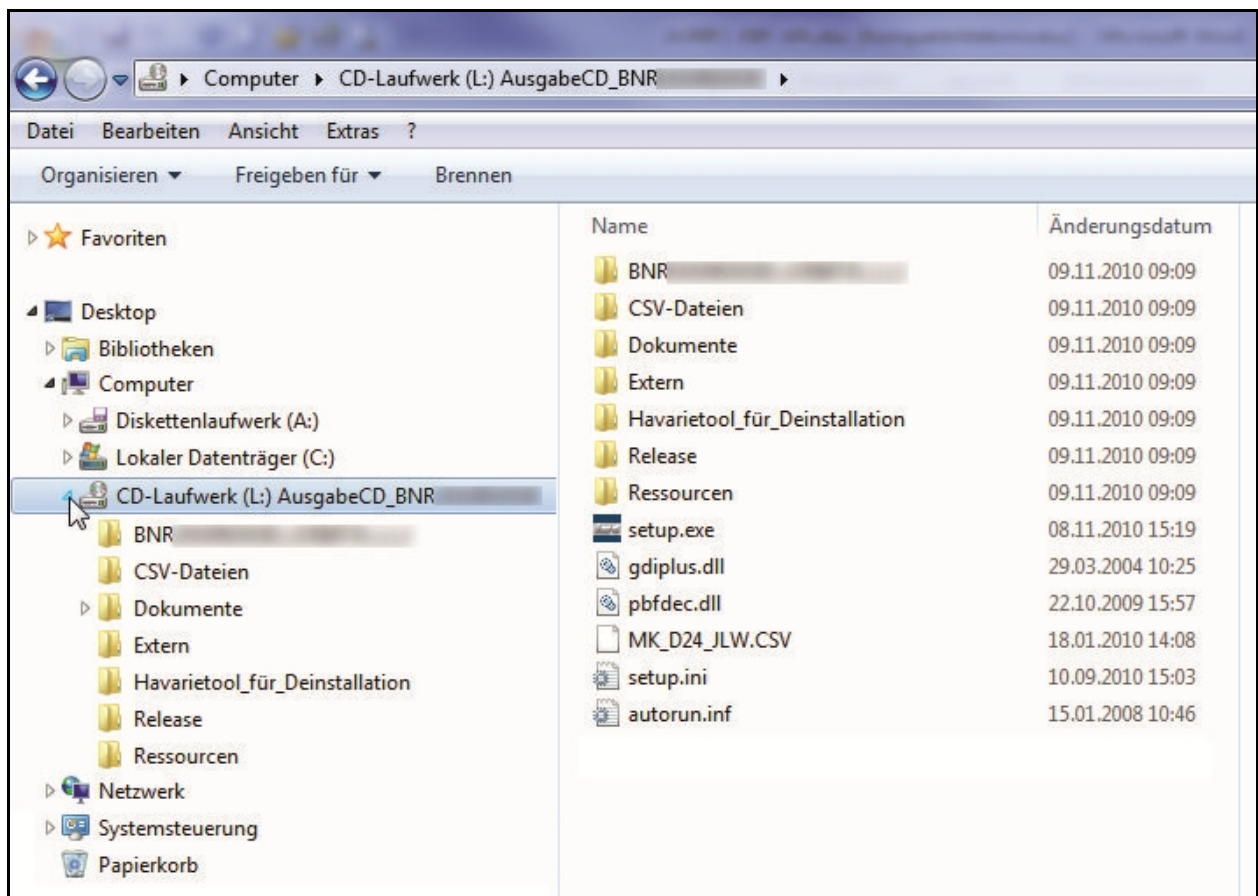 Computer CD-Laufwerk (L:) AusgabeCD_BNR
Datei Bearbeiten Ansicht Extras ?
Organisieren Freigeben für Brennen
Favoriten
Desktop
Bibliotheken
Computer
Diskettenlaufwerk (A:)
Lokaler Datenträger (C:)
CD-Laufwerk (L:) AusgabeCD_BNR
BNR
CSV-Dateien
Dokumente
Extern
Havarietool_für_Deinstallation
Release
Ressourcen
Netzwerk
Systemsteuerung
Papierkorb
Name Änderungsdatum
BNR 09.11.2010 09:09
CSV-Dateien 09.11.2010 09:09
Dokumente 09.11.2010 09:09
Extern 09.11.2010 09:09
Havarietool_für_Deinstallation 09.11.2010 09:09
Release 09.11.2010 09:09
Ressourcen 09.11.2010 09:09
setup.exe 08.11.2010 15:19
gdiplus.dll 29.03.2004 10:25
pbfdec.dll 22.10.2009 15:57
MK_D24_JLW.CSV 18.01.2010 14:08
setup.ini 10.09.2010 15:03
autorun.inf 15.01.2008 10:46